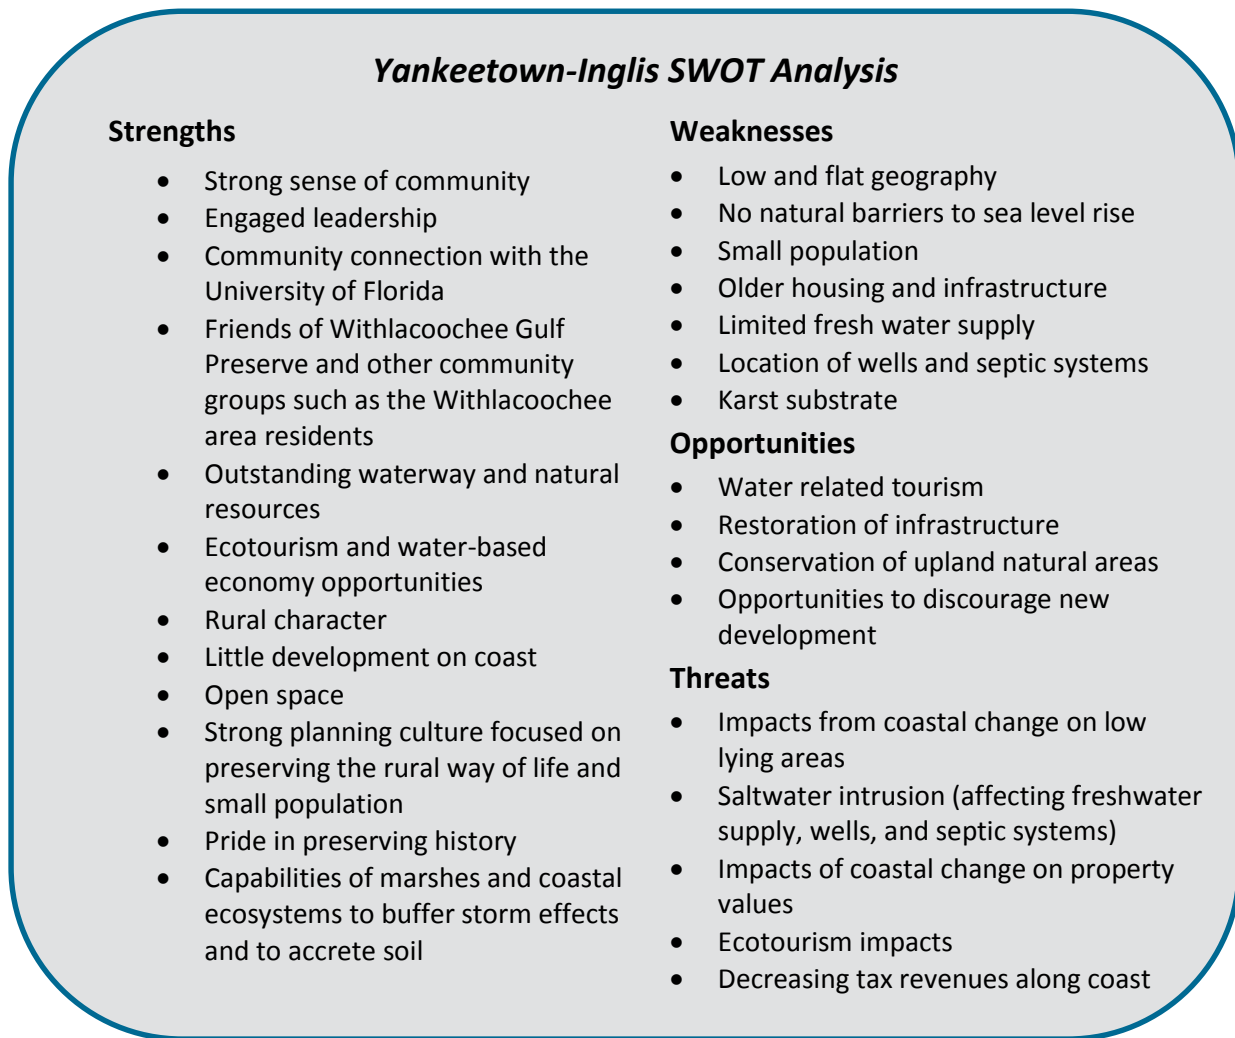 Yankeetown-Inglis SWOT Analysis
Strengths
• Strong sense of community
• Engaged leadership
• Community connection with the
University of Florida
• Friends of Withlacoochee Gulf
Preserve and other community
groups such as the Withlacoochee
area residents
• Outstanding waterway and natural
resources
• Ecotourism and water-based
economy opportunities
• Rural character
• Little development on coast
• Open space
• Strong planning culture focused on
preserving the rural way of life and
small population
• Pride in preserving history
• Capabilities of marshes and coastal
ecosystems to buffer storm effects
and to accrete soil
Weaknesses
• Low and flat geography
• No natural barriers to sea level rise
• Small population
• Older housing and infrastructure
• Limited fresh water supply
• Location of wells and septic systems
• Karst substrate
Opportunities
• Water related tourism
• Restoration of infrastructure
• Conservation of upland natural areas
• Opportunities to discourage new
development
Threats
• Impacts from coastal change on low
lying areas
• Saltwater intrusion (affecting freshwater
supply, wells, and septic systems)
• Impacts of coastal change on property
values
• Ecotourism impacts
• Decreasing tax revenues along coast